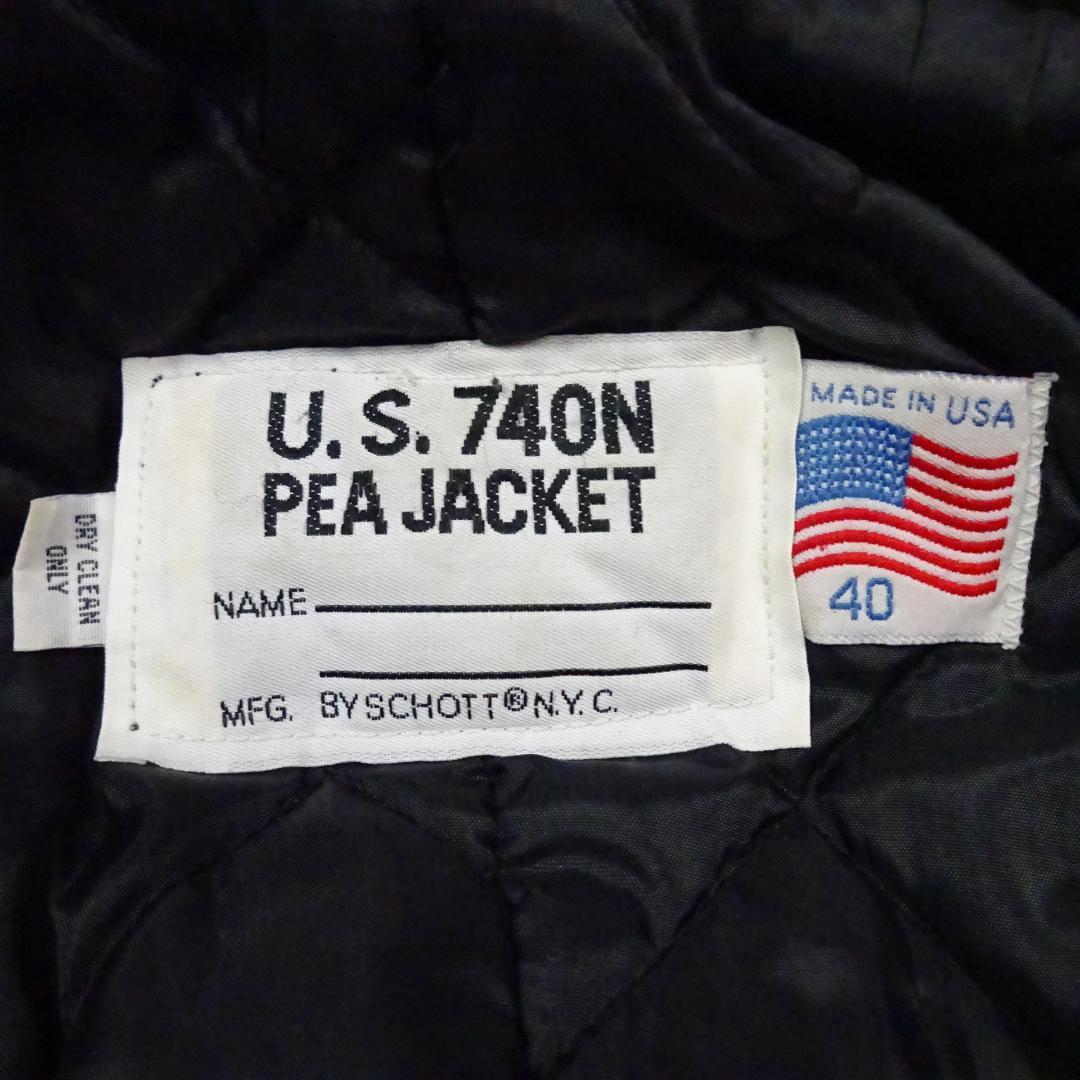 U. S. 740N
PEA JACKET
NAME
MFG. BY SCHOTT® N.Y.C.
MADE IN USA
40
DRY CLEAN
ONLY